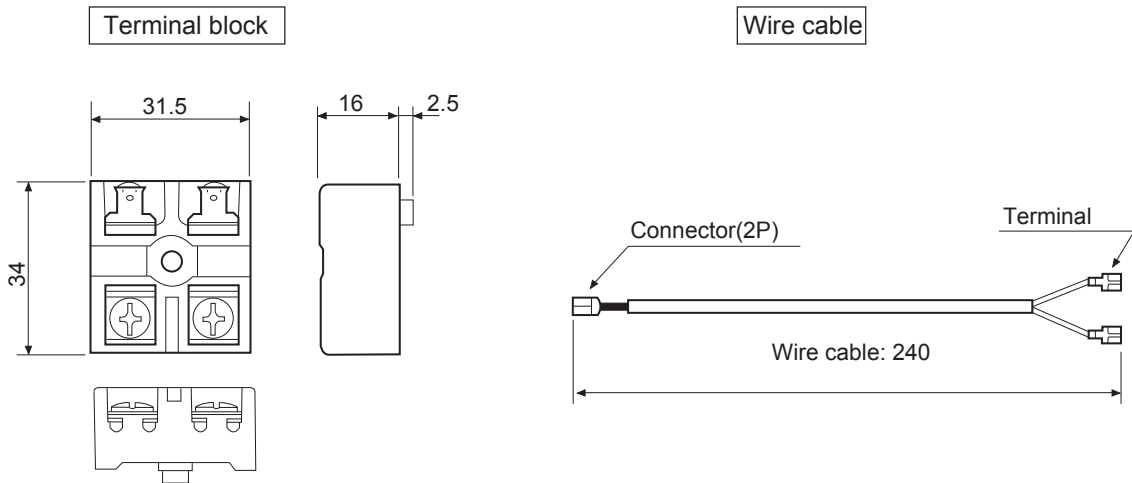 Terminal block
Wire cable
31.5
16
2.5
34
Connector(2P)
Terminal
Wire cable: 240